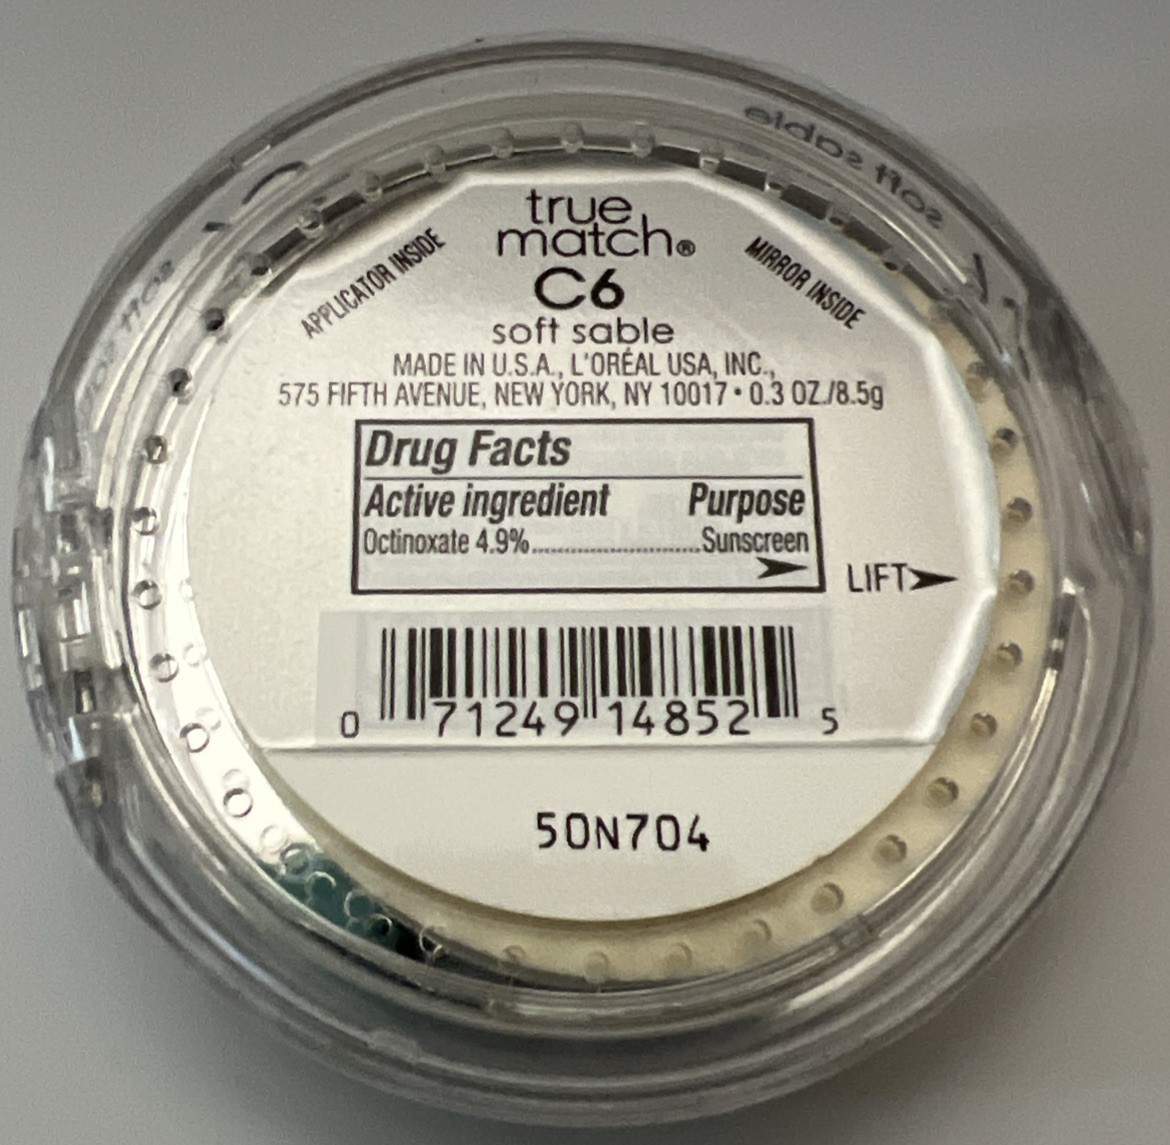 true
match®
C6
soft sable
APPLICATOR INSIDE
MIRROR INSIDE
MADE IN U.S.A., L'ORÉAL USA, INC.,
575 FIFTH AVENUE, NEW YORK, NY 10017 • 0.3 OZ./8.5g
Drug Facts
Active ingredient Purpose
Octinoxate 4.9%..............................Sunscreen
LIFT
0 71249 14852 5
50N704
soft sable